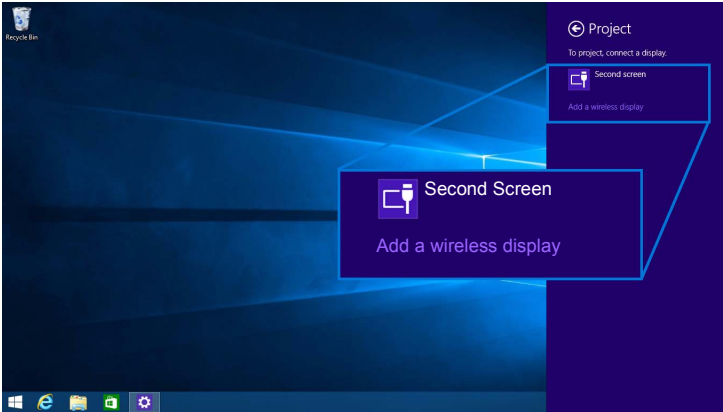 Recycle Bin
Project
To project, connect a display.
Second screen
Add a wireless display
Second Screen
Add a wireless display